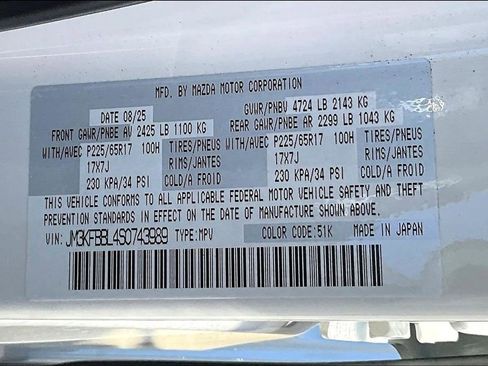 MFD. BY MAZDA MOTOR CORPORATION
DATE 08/25 GVWR/PNBV 4724 LB 2143 KG
FRONT GAWR/PNBE AV 2425 LB 1100 KG REAR GAWR/PNBE AR 2299 LB 1043 KG
WITH/AVEC P225/65R17 100H TIRES/PNEUS WITH/AVEC P225/65R17 100H TIRES/PNEUS
17X7J RIMS/JANTES 17X7J RIMS/JANTES
230 KPA/34 PSI COLD/A FROID 230 KPA/34 PSI COLD/A FROID
THIS VEHICLE CONFORMS TO ALL APPLICABLE FEDERAL MOTOR VEHICLE SAFETY AND THEFT
PREVENTION STANDARDS IN EFFECT ON THE DATE OF MANUFACTURE SHOWN ABOVE.
VIN: JM3KFBBL4S0743989 TYPE:MPV COLOR CODE:51K MADE IN JAPAN